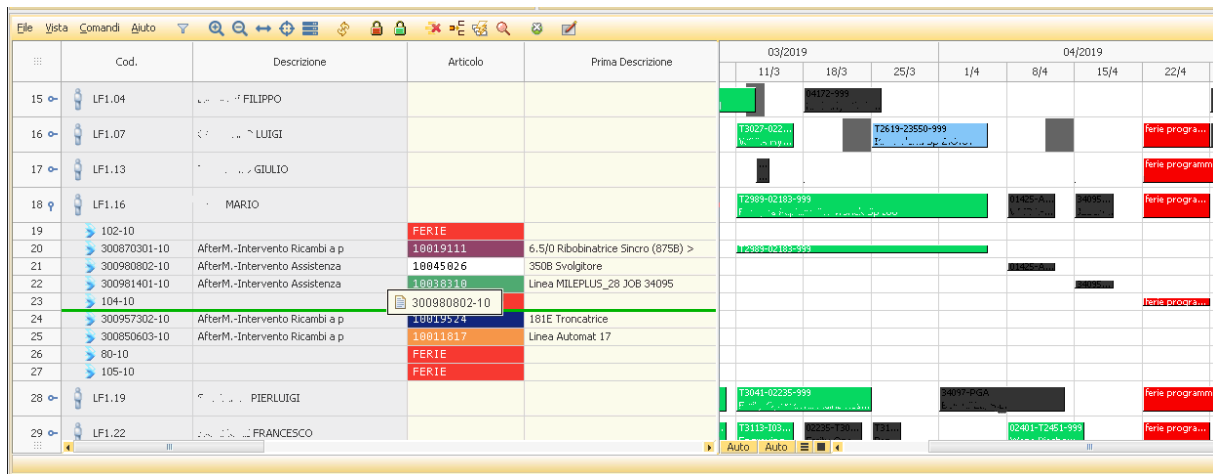 File Vista Comandi Aiuto
Cod. Descrizione Articolo Prima Descrizione 03/2019 04/2019
11/3 18/3 25/3 1/4 8/4 15/4 22/4
15 LF1.04 FILIPPO 04172-999
16 LF1.07 LUIGI T3027-022... T2619-23550-999 ferie progra...
17 LF1.13 GIULIO ... ferie programm
18 LF1.16 MARIO T2989-02183-999 01425-A... 34095... ferie progra...
19 102-10 FERIE
20 300870301-10 AfterM.-Intervento Ricambi a p 10019111 6.5/0 Ribobinatrice Sincro (875B) > T2989-02183-999
21 300980802-10 AfterM.-Intervento Assistenza 10045026 350B Svolgitore 01425-A...
22 300981401-10 AfterM.-Intervento Assistenza 10038310 Linea MILEPLUS_28 JOB 34095 34095...
23 104-10 300980802-10 ferie progra...
24 300957302-10 AfterM.-Intervento Ricambi a p 10019524 181E Troncatrice
25 300850603-10 AfterM.-Intervento Ricambi a p 10011817 Linea Automat 17
26 80-10 FERIE
27 105-10 FERIE
28 LF1.19 PIERLUIGI T3041-02235-999 34097-PGA ferie programm
29 LF1.22 FRANCESCO T3113-I03... 02235-T30... T31... 02401-T2451-999 ferie progra...
Auto Auto